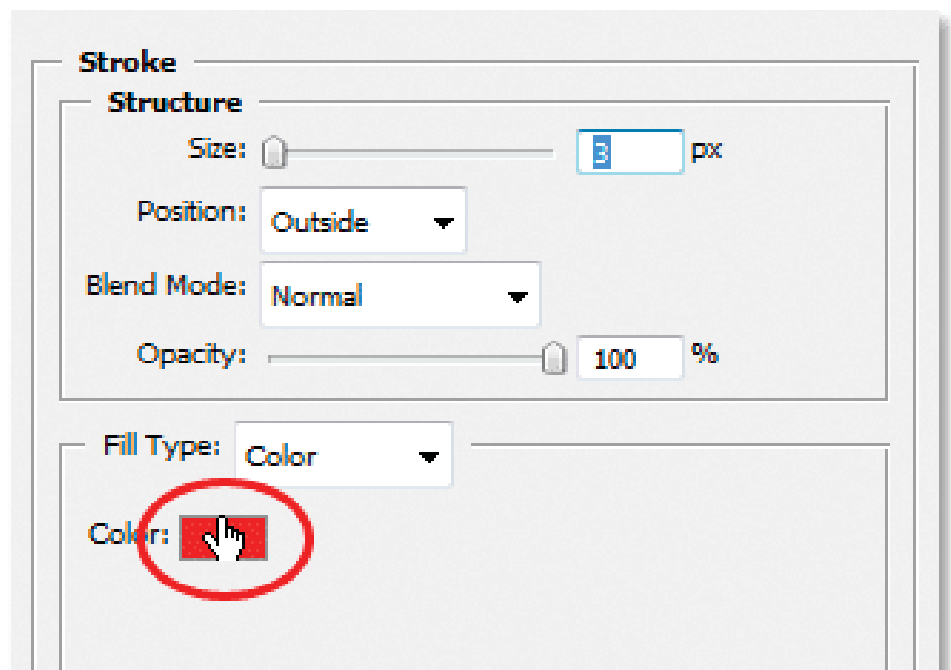 Stroke
Structure
Size: 3 px
Position: Outside
Blend Mode: Normal
Opacity: 100 %
Fill Type: Color
Color: